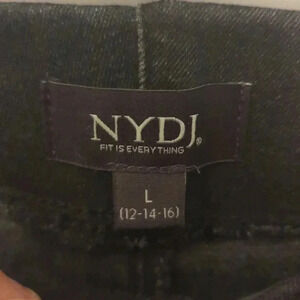 NYDJ®
FIT IS EVERYTHING
L
(12-14-16)